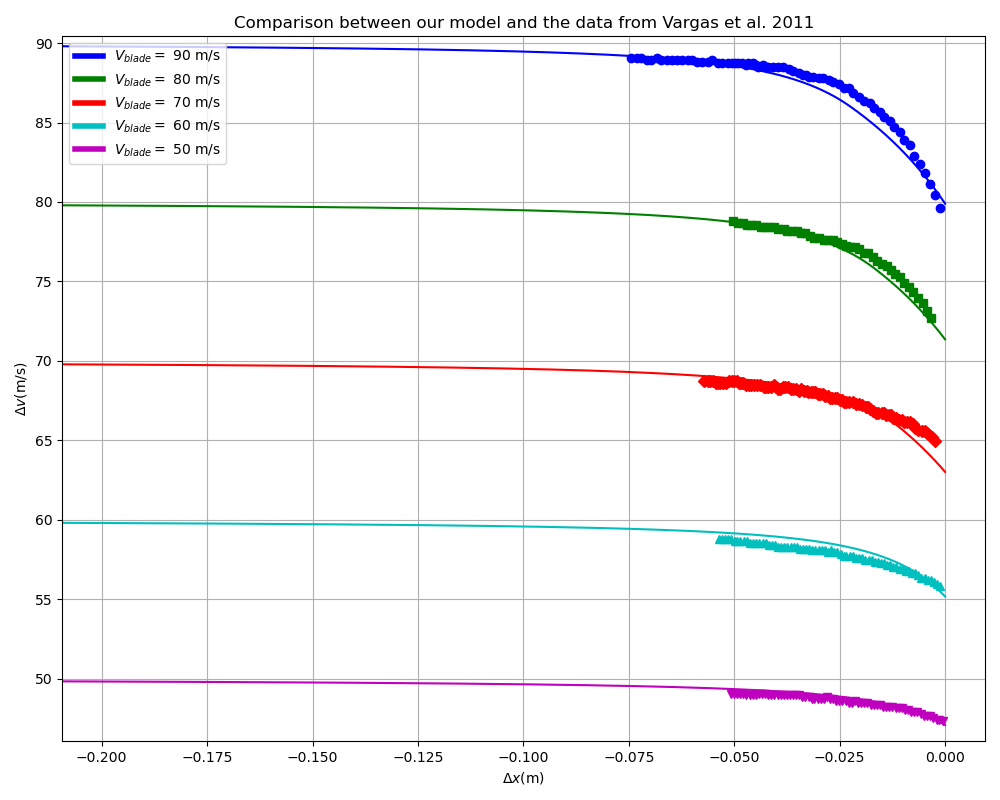 Comparison between our model and the data from Vargas et al. 2011
V_blade = 90 m/s
V_blade = 80 m/s
V_blade = 70 m/s
V_blade = 60 m/s
V_blade = 50 m/s
90
85
80
75
70
65
60
55
50
Δv(m/s)
−0.200 −0.175 −0.150 −0.125 −0.100 −0.075 −0.050 −0.025 0.000
Δx(m)